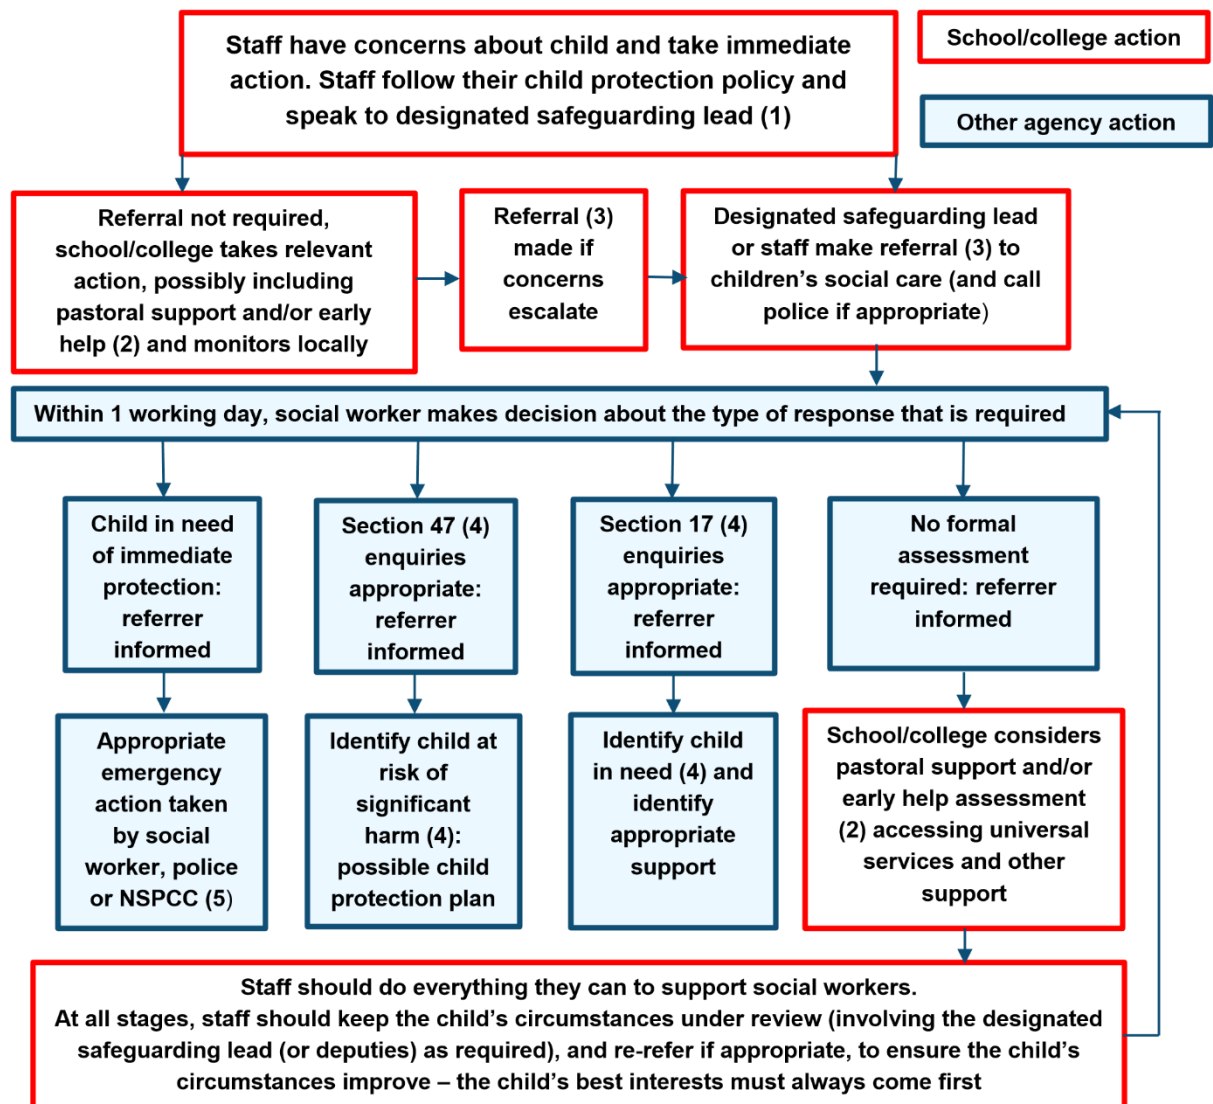 Staff have concerns about child and take immediate
action. Staff follow their child protection policy and
speak to designated safeguarding lead (1)
School/college action
Other agency action
Referral not required,
school/college takes relevant
action, possibly including
pastoral support and/or early
help (2) and monitors locally
Referral (3)
made if
concerns
escalate
Designated safeguarding lead
or staff make referral (3) to
children’s social care (and call
police if appropriate)
Within 1 working day, social worker makes decision about the type of response that is required
Child in need
of immediate
protection:
referrer
informed
Section 47 (4)
enquiries
appropriate:
referrer
informed
Section 17 (4)
enquiries
appropriate:
referrer
informed
No formal
assessment
required: referrer
informed
Appropriate
emergency
action taken
by social
worker, police
or NSPCC (5)
Identify child at
risk of
significant
harm (4):
possible child
protection plan
Identify child
in need (4) and
identify
appropriate
support
School/college considers
pastoral support and/or
early help assessment
(2) accessing universal
services and other
support
Staff should do everything they can to support social workers.
At all stages, staff should keep the child’s circumstances under review (involving the designated
safeguarding lead (or deputies) as required), and re-refer if appropriate, to ensure the child’s
circumstances improve – the child’s best interests must always come first